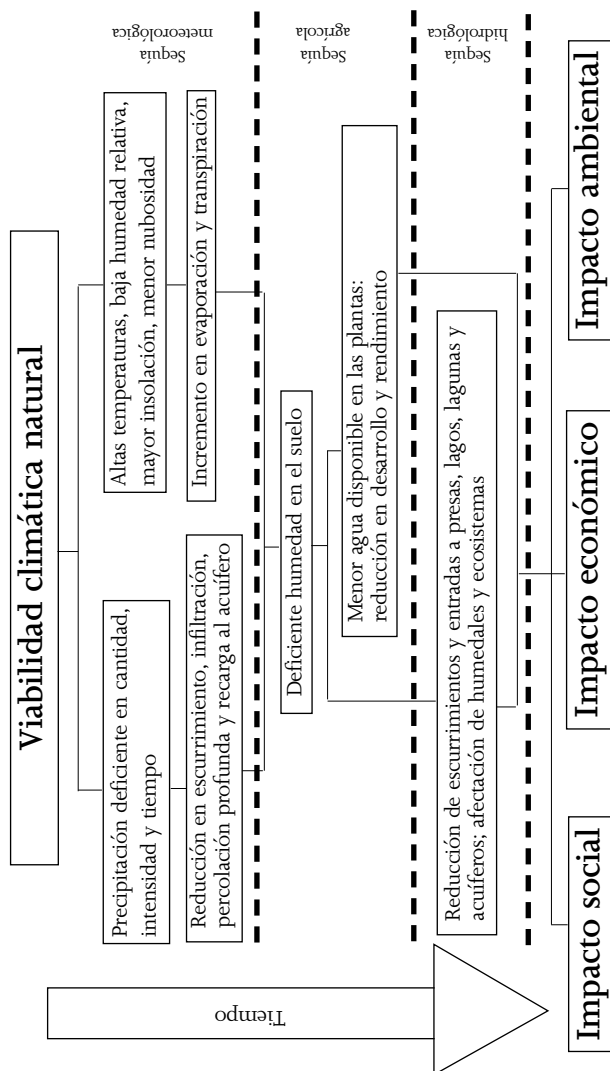 Viabilidad climática natural
Precipitación deficiente en cantidad,
intensidad y tiempo
Altas temperaturas, baja humedad relativa,
mayor insolación, menor nubosidad
Sequía
meteorológica
Reducción en escurrimiento, infiltración,
percolación profunda y recarga al acuífero
Incremento en evaporación y transpiración
Deficiente humedad en el suelo
Sequía
agrícola
Menor agua disponible en las plantas:
reducción en desarrollo y rendimiento
Reducción de escurrimientos y entradas a presas, lagos, lagunas y
acuíferos; afectación de humedales y ecosistemas
Sequía
hidrológica
Tiempo
Impacto social
Impacto económico
Impacto ambiental